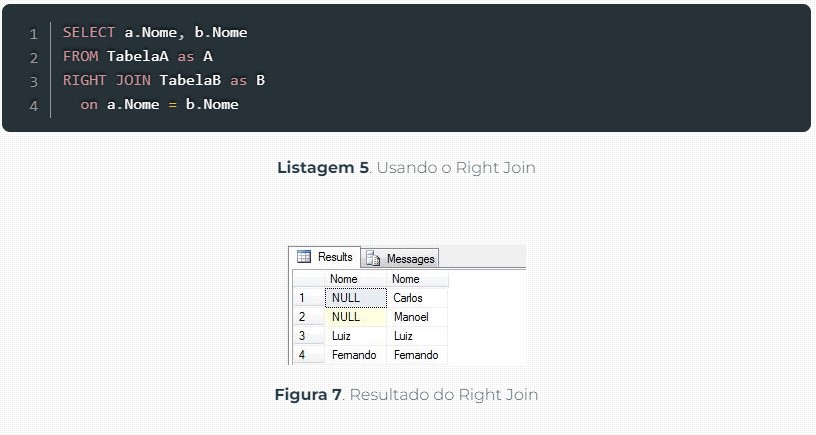 1 SELECT a.Nome, b.Nome
2 FROM TabelaA as A
3 RIGHT JOIN TabelaB as B
4 on a.Nome = b.Nome
Listagem 5. Usando o Right Join
Results Messages
Nome Nome
1 NULL Carlos
2 NULL Manoel
3 Luiz Luiz
4 Fernando Fernando
Figura 7. Resultado do Right Join